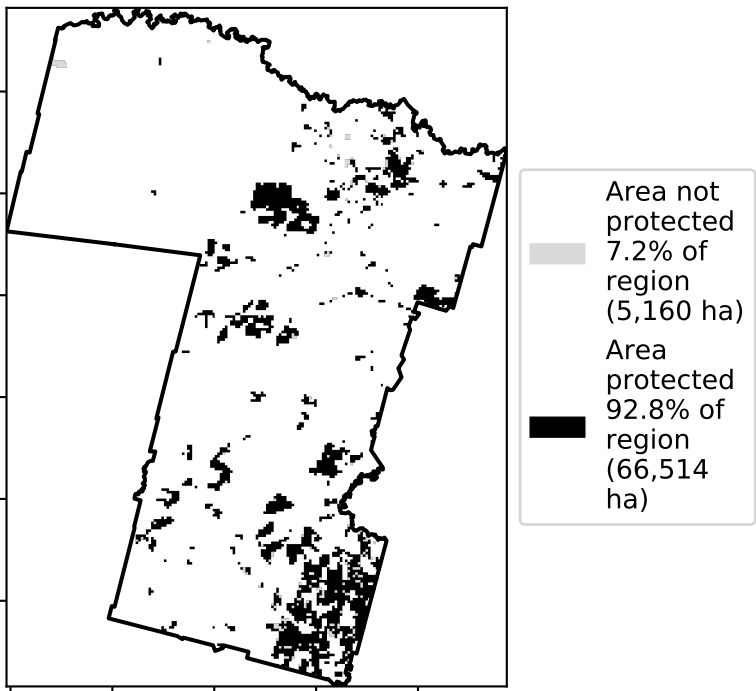 Area not
protected
7.2% of
region
(5,160 ha)
Area
protected
92.8% of
region
(66,514
ha)